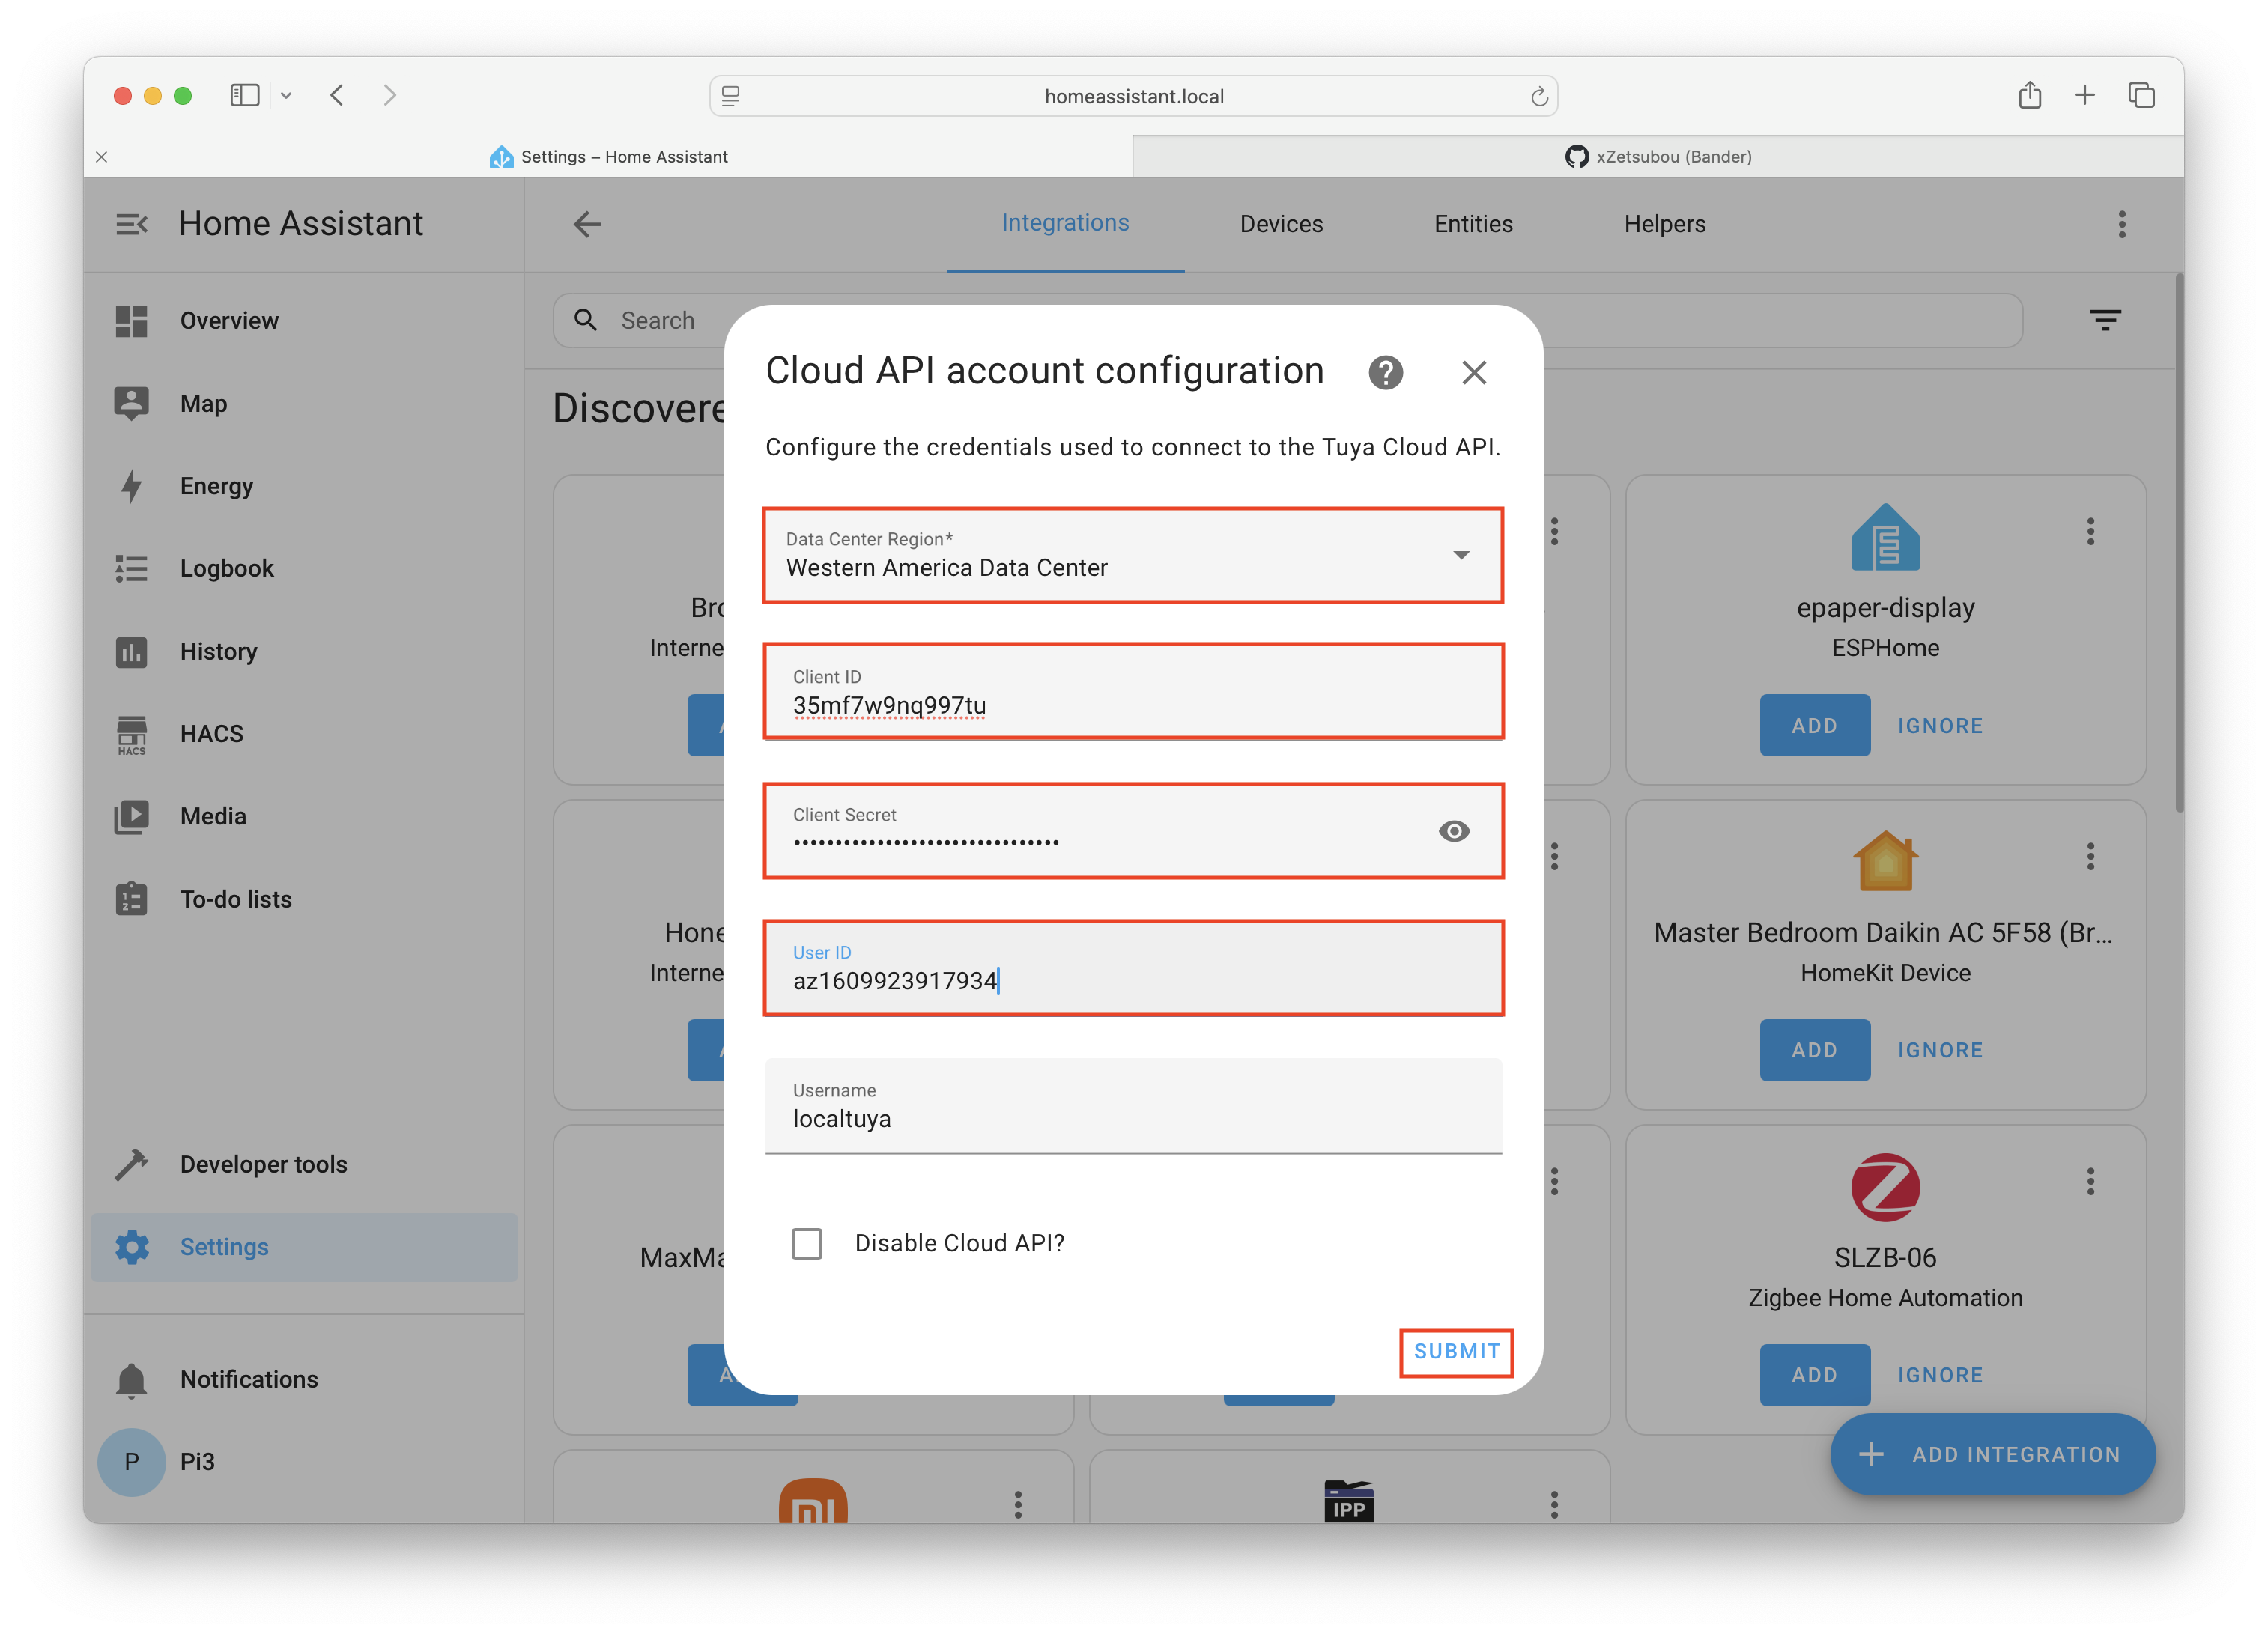 homeassistant.local
Settings – Home Assistant
xZetsubou (Bander)
Home Assistant
Integrations
Devices
Entities
Helpers
Overview
Map
Energy
Logbook
History
HACS
HACS
Media
To-do lists
Developer tools
Settings
Notifications
P
Pi3
Search
Discovere
Cloud API account configuration
Configure the credentials used to connect to the Tuya Cloud API.
Data Center Region*
Western America Data Center
Client ID
35mf7w9nq997tu
Client Secret
••••••••••••••••••••••••••••••••
User ID
az1609923917934
Username
localtuya
Disable Cloud API?
SUBMIT
Bro
Interne
epaper-display
ESPHome
ADD
IGNORE
Hone
Interne
Master Bedroom Daikin AC 5F58 (Br...
HomeKit Device
ADD
IGNORE
MaxMa
SLZB-06
Zigbee Home Automation
ADD
IGNORE
IPP
ADD INTEGRATION